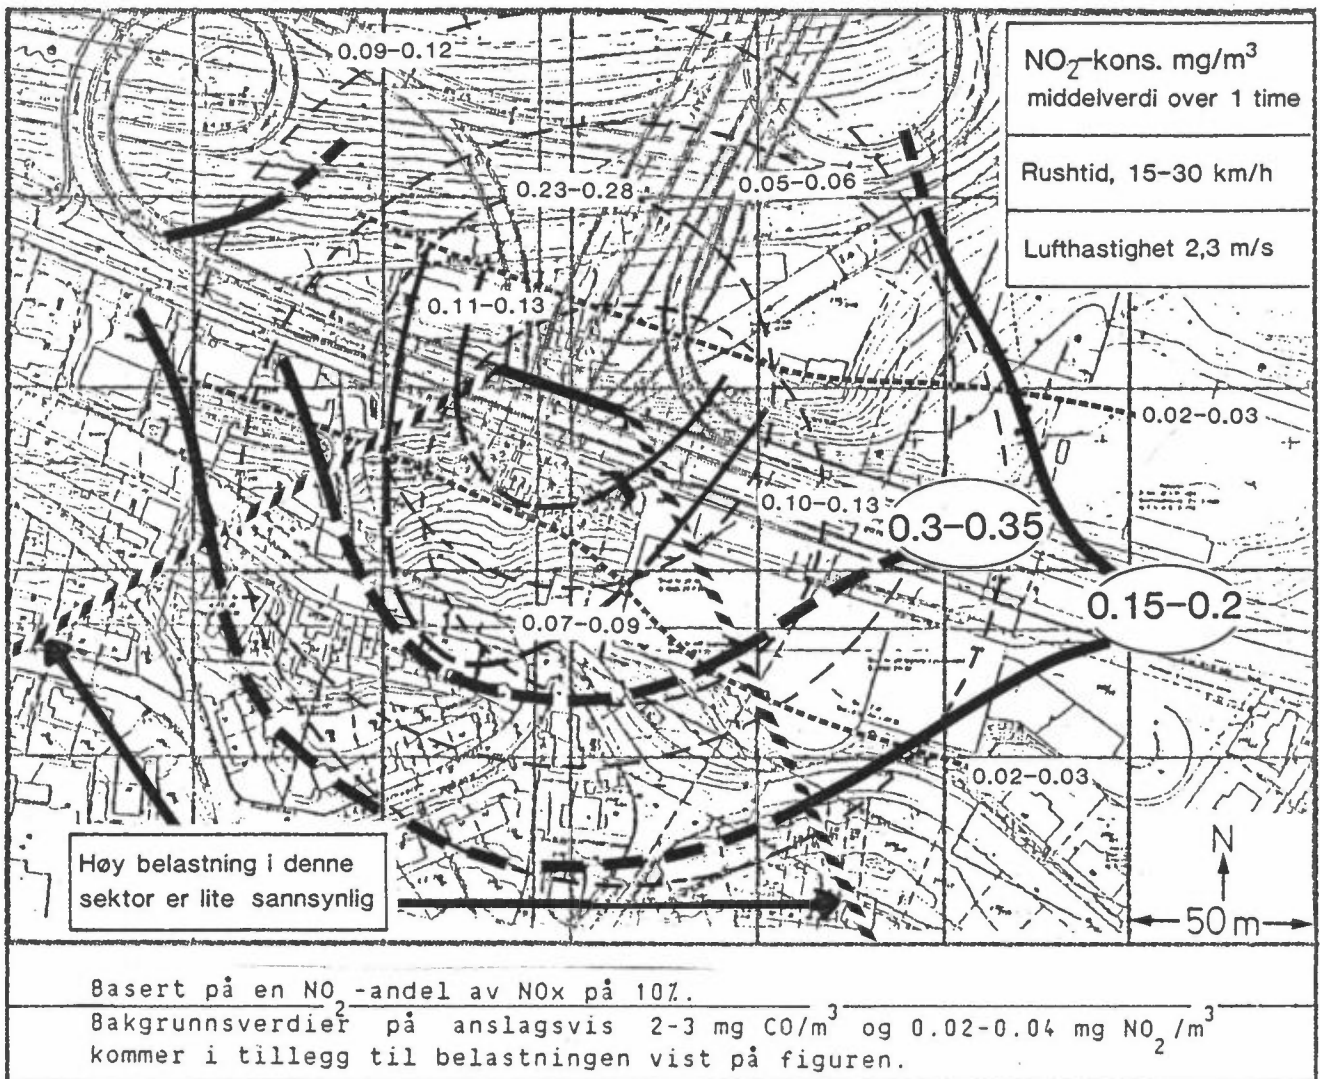 0.09-0.12
NO2-kons. mg/m³
middelverdi over 1 time
Rushtid, 15-30 km/h
Lufthastighet 2,3 m/s
0.23-0.28
0.05-0.06
0.11-0.13
0.02-0.03
0.10-0.13
0.3-0.35
0.15-0.2
0.07-0.09
0.02-0.03
N
50 m
Høy belastning i denne
sektor er lite sannsynlig
Basert på en NO2-andel av NOx på 10%.
Bakgrunnsverdier på anslagsvis 2-3 mg CO/m³ og 0.02-0.04 mg NO2/m³
kommer i tillegg til belastningen vist på figuren.